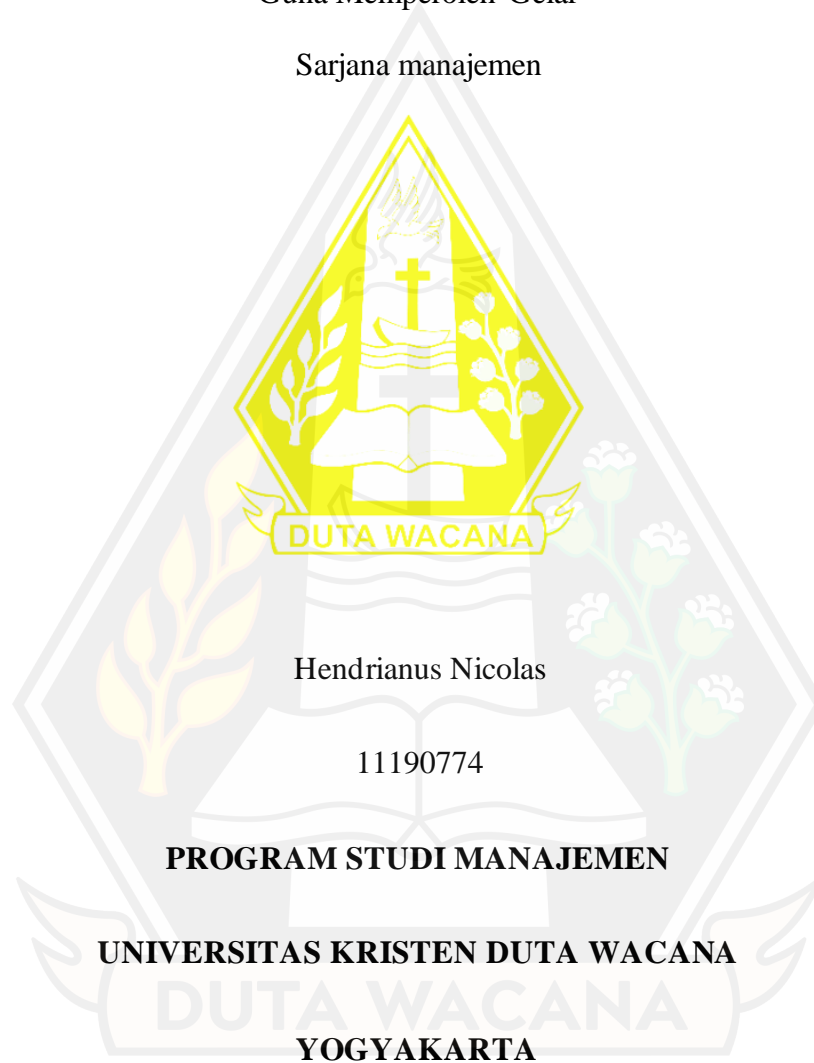 Guna Memperoleh Gelar
Sarjana manajemen
DUTA WACANA
Hendrianus Nicolas
11190774
PROGRAM STUDI MANAJEMEN
UNIVERSITAS KRISTEN DUTA WACANA
DUTA WACANA
YOGYAKARTA